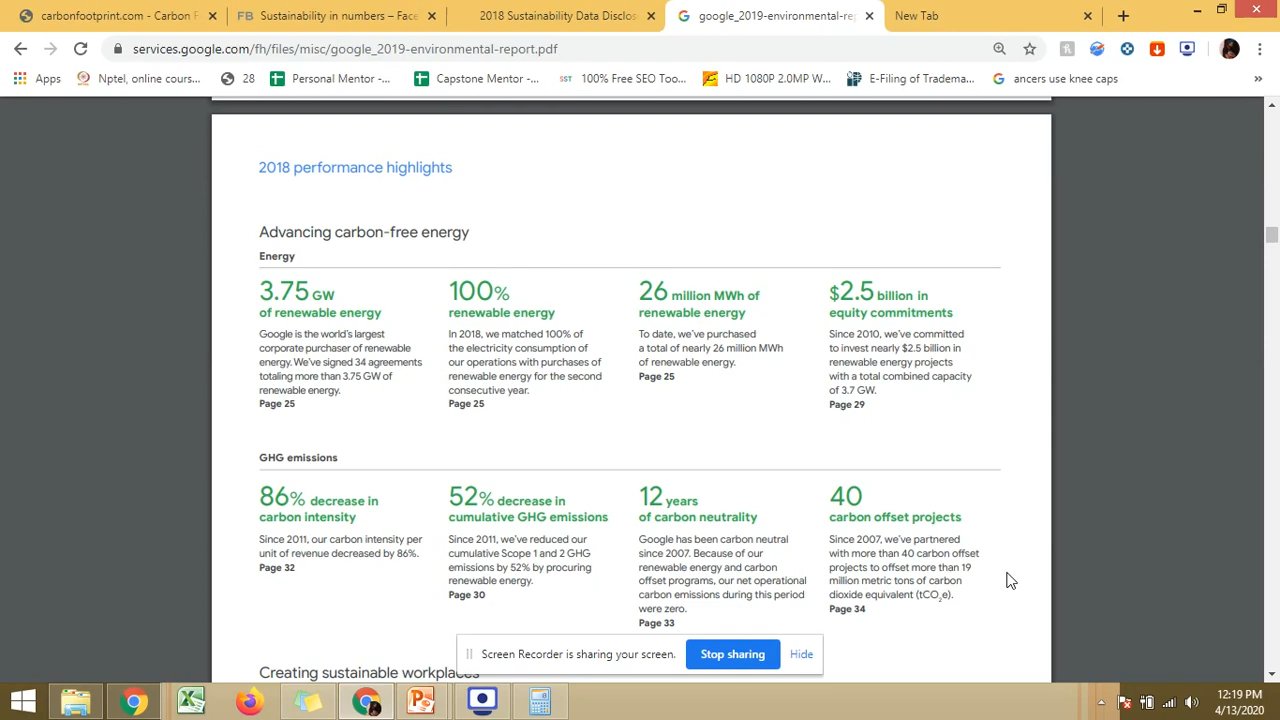 carbonfootprint.com - Carbon F
FB Sustainability in numbers – Face
2018 Sustainability Data Disclos
google_2019-environmental-rep
New Tab
services.google.com/fh/files/misc/google_2019-environmental-report.pdf
Apps
Nptel, online cours...
28
Personal Mentor -...
Capstone Mentor -...
SST 100% Free SEO Too...
HD 1080P 2.0MP W...
E-Filing of Tradema...
ancers use knee caps
»
2018 performance highlights
Advancing carbon-free energy
Energy
3.75 GW
of renewable energy
Google is the world's largest
corporate purchaser of renewable
energy. We've signed 34 agreements
totaling more than 3.75 GW of
renewable energy.
Page 25
100%
renewable energy
In 2018, we matched 100% of
the electricity consumption of
our operations with purchases of
renewable energy for the second
consecutive year.
Page 25
26 million MWh of
renewable energy
To date, we've purchased
a total of nearly 26 million MWh
of renewable energy.
Page 25
$2.5 billion in
equity commitments
Since 2010, we've committed
to invest nearly $2.5 billion in
renewable energy projects
with a total combined capacity
of 3.7 GW.
Page 29
GHG emissions
86% decrease in
carbon intensity
Since 2011, our carbon intensity per
unit of revenue decreased by 86%.
Page 32
52% decrease in
cumulative GHG emissions
Since 2011, we've reduced our
cumulative Scope 1 and 2 GHG
emissions by 52% by procuring
renewable energy.
Page 30
12 years
of carbon neutrality
Google has been carbon neutral
since 2007. Because of our
renewable energy and carbon
offset programs, our net operational
carbon emissions during this period
were zero.
Page 33
40
carbon offset projects
Since 2007, we've partnered
with more than 40 carbon offset
projects to offset more than 19
million metric tons of carbon
dioxide equivalent (tCO₂e).
Page 34
Creating sustainable workplaces
Screen Recorder is sharing your screen.
Stop sharing
Hide
12:19 PM
4/13/2020